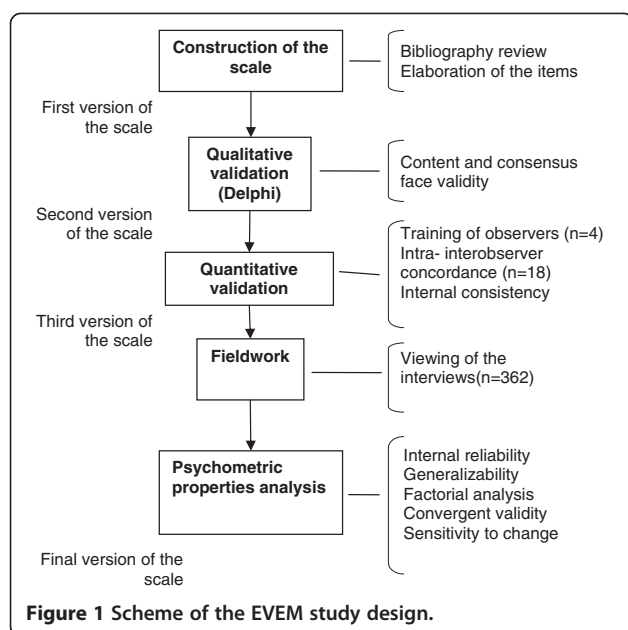 Construction of the
scale
Bibliography review
Elaboration of the items
First version of
the scale
Qualitative
validation
(Delphi)
Content and consensus
face validity
Second version
of the scale
Quantitative
validation
Training of observers (n=4)
Intra- interobserver
concordance (n=18)
Internal consistency
Third version of
the scale
Fieldwork
Viewing of the
interviews(n=362)
Psychometric
properties analysis
Internal reliability
Generalizability
Factorial analysis
Convergent validity
Sensitivity to change
Final version of the
scale
Figure 1 Scheme of the EVEM study design.